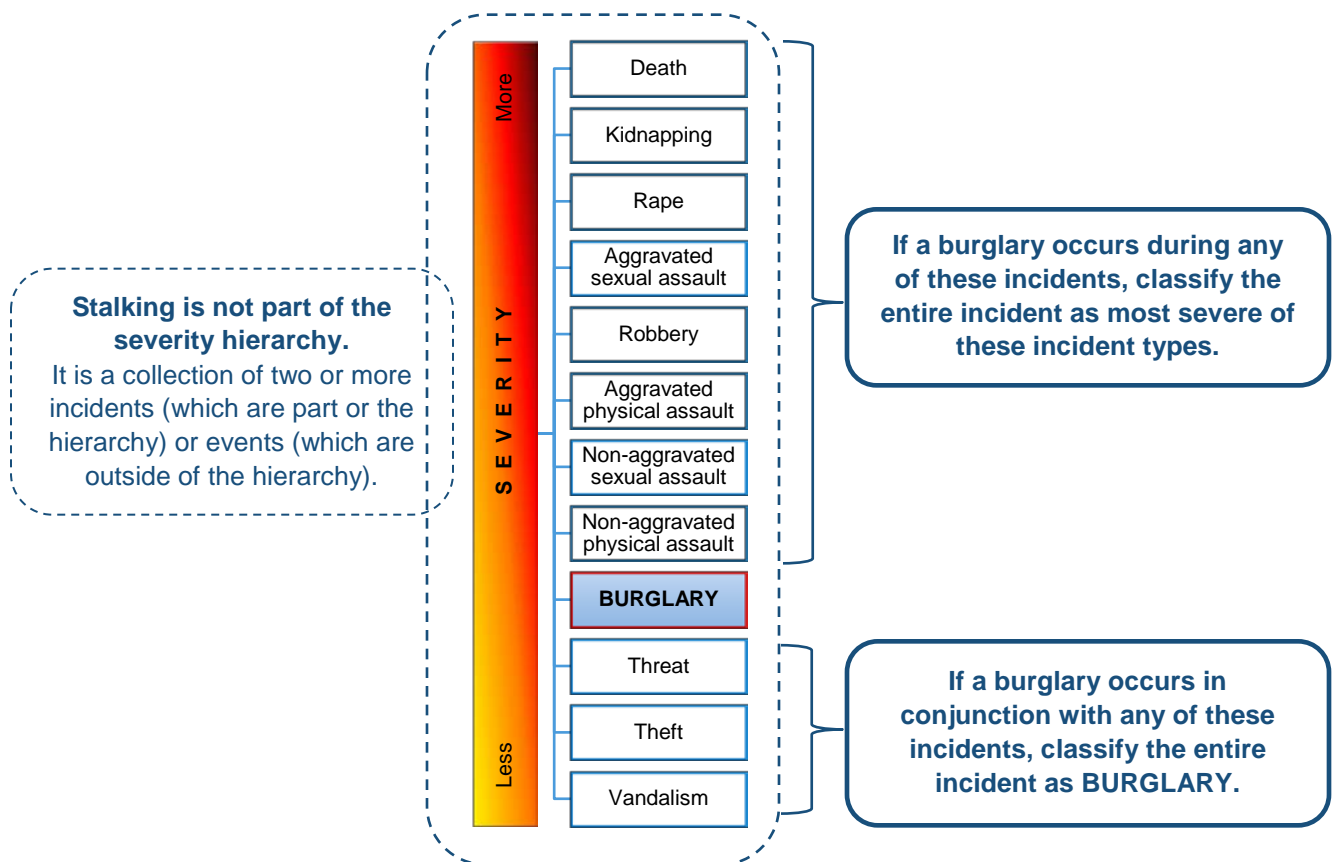 More
SEVERITY
Less
Death
Kidnapping
Rape
Aggravated
sexual assault
Robbery
Aggravated
physical assault
Non-aggravated
sexual assault
Non-aggravated
physical assault
BURGLARY
Threat
Theft
Vandalism
Stalking is not part of the
severity hierarchy.
It is a collection of two or more
incidents (which are part or the
hierarchy) or events (which are
outside of the hierarchy).
If a burglary occurs during any
of these incidents, classify the
entire incident as most severe of
these incident types.
If a burglary occurs in
conjunction with any of these
incidents, classify the entire
incident as BURGLARY.